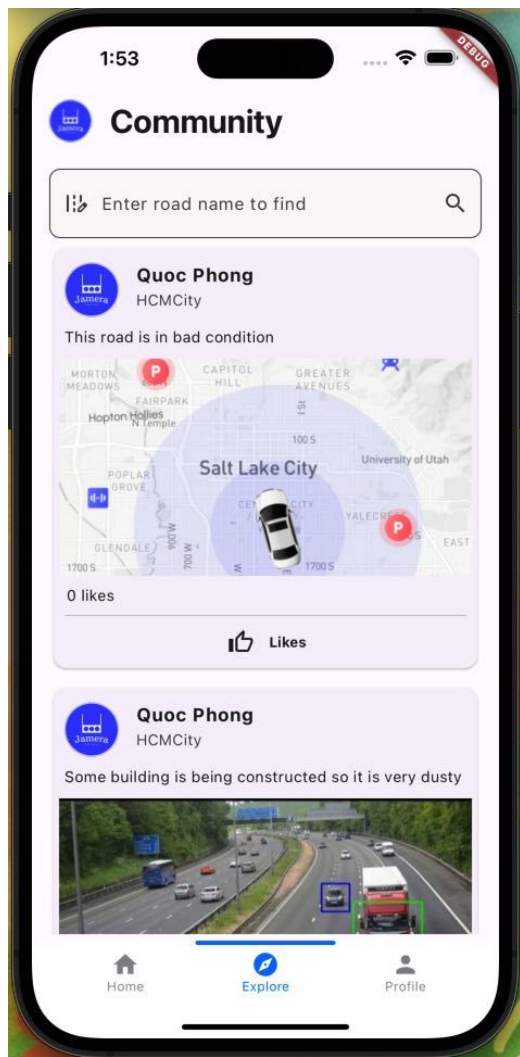 1:53
DEBUG
Jamera
Community
Enter road name to find
Jamera
Quoc Phong
HCMCity
This road is in bad condition
MORTON
MEADOWS
P
CAPITOL
HILL
GREATER
AVENUES
FAIRPARK
I St
Hopton Hollies
N Temple
100 S
Salt Lake City
University of Utah
POPLAR
GROVE
CITY
P
EAST
GLENDALE
900 W
700 W
1700 S
1700 S
0 likes
Likes
Jamera
Quoc Phong
HCMCity
Some building is being constructed so it is very dusty
Home
Explore
Profile